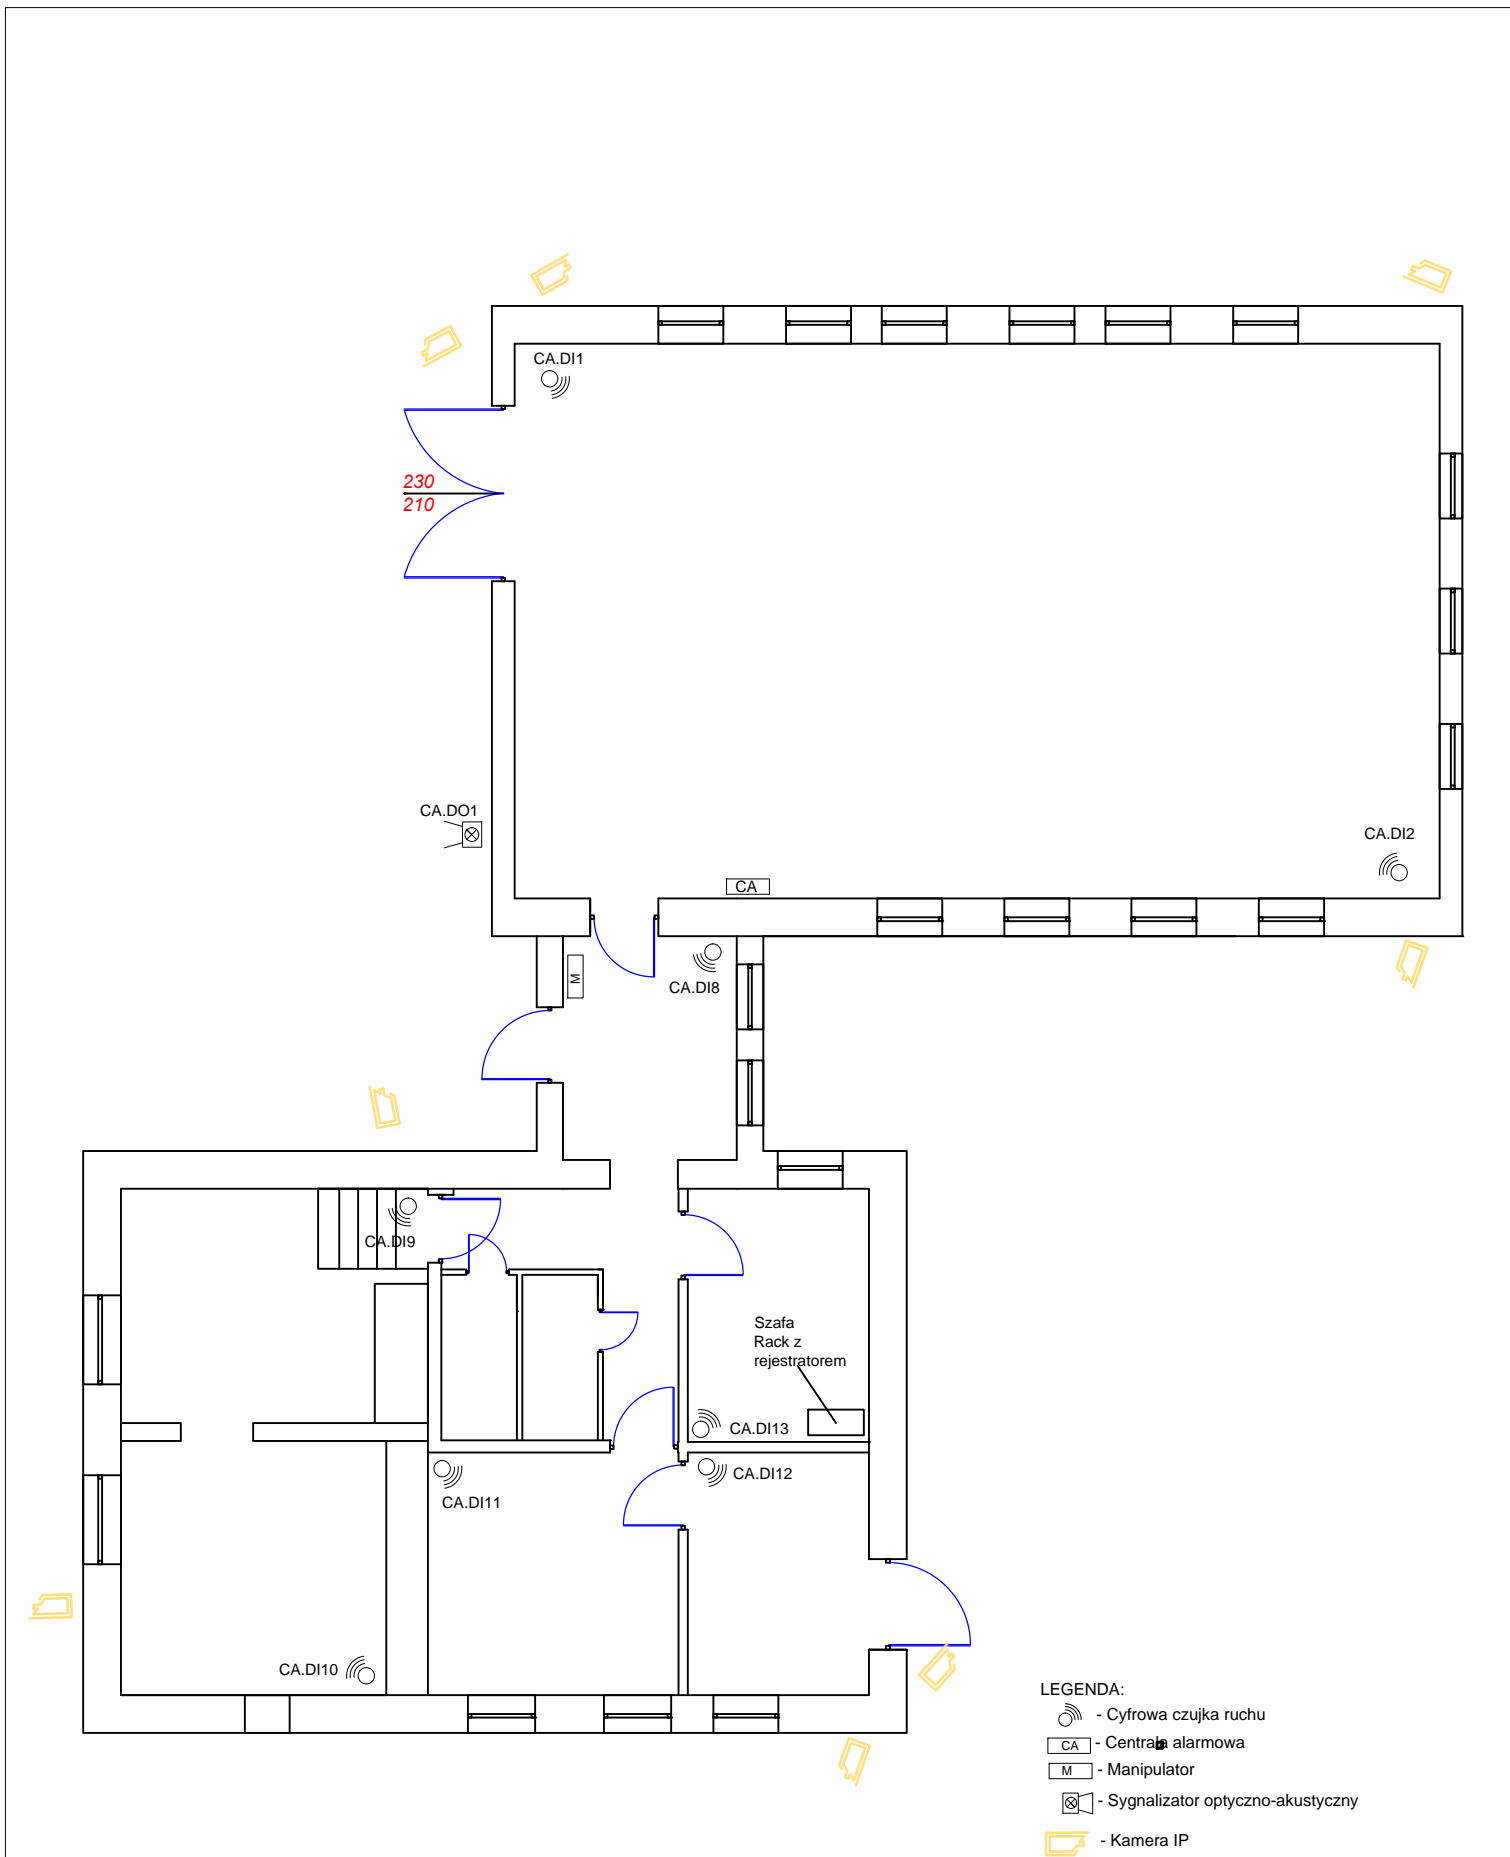 CA.DI1
230
210
CA.DO1
CA.DI2
CA
CA.DI8
M
CA.DI9
Szafa
Rack z
rejestratorem
CA.DI13
CA.DI12
CA.DI11
CA.DI10
LEGENDA:
- Cyfrowa czujka ruchu
CA - Centrala alarmowa
M - Manipulator
- Sygnalizator optyczno-akustyczny
- Kamera IP